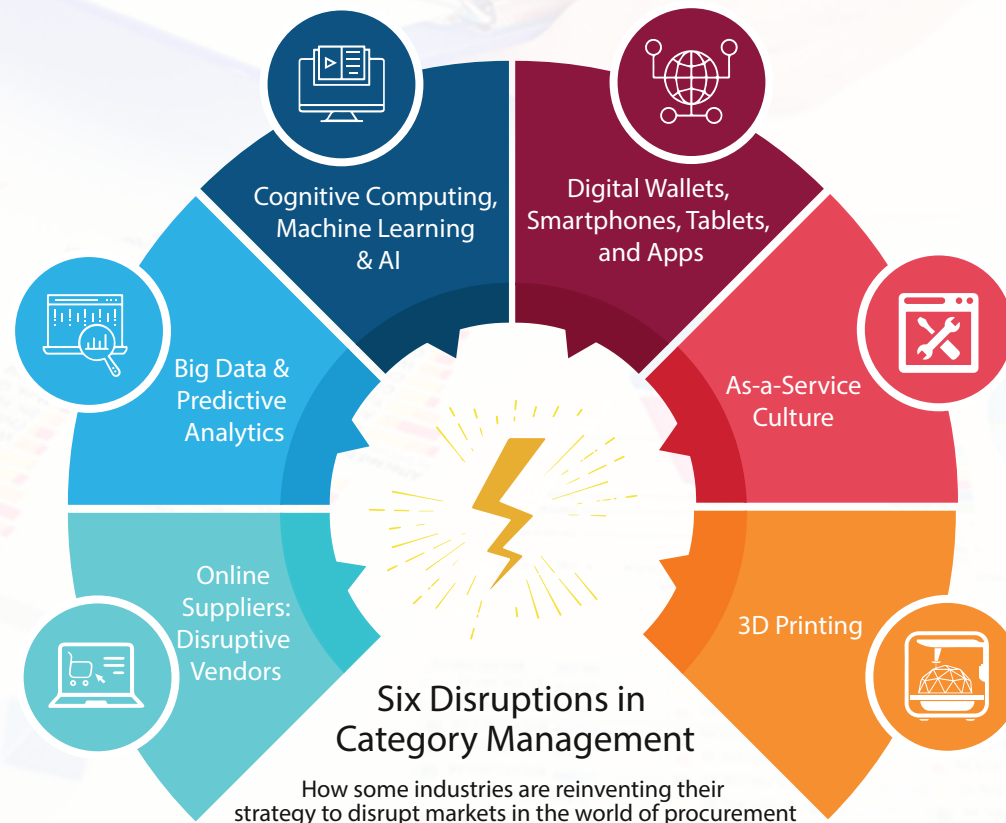 Cognitive Computing,
Machine Learning
& AI
Digital Wallets,
Smartphones, Tablets,
and Apps
Big Data &
Predictive
Analytics
As-a-Service
Culture
Online
Suppliers:
Disruptive
Vendors
3D Printing
Six Disruptions in
Category Management
How some industries are reinventing their
strategy to disrupt markets in the world of procurement